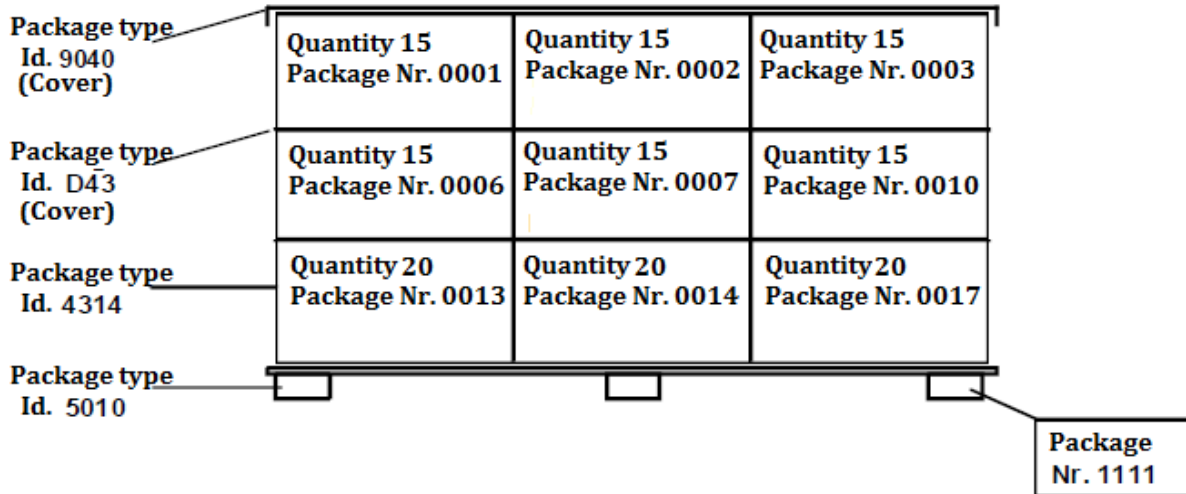 Package type
Id. 9040
(Cover)
Quantity 15
Package Nr. 0001
Quantity 15
Package Nr. 0002
Quantity 15
Package Nr. 0003
Package type
Id. D43
(Cover)
Quantity 15
Package Nr. 0006
Quantity 15
Package Nr. 0007
Quantity 15
Package Nr. 0010
Package type
Id. 4314
Quantity 20
Package Nr. 0013
Quantity 20
Package Nr. 0014
Quantity 20
Package Nr. 0017
Package type
Id. 5010
Package
Nr. 1111